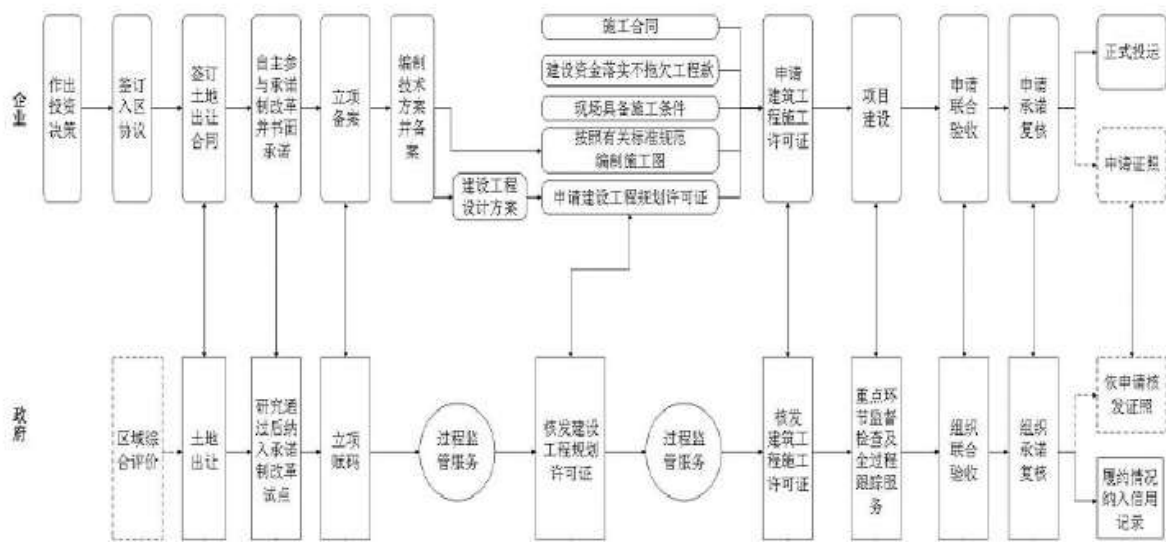 企业
作出
投资
决策
签订
入区
协议
签订
土地
出让
合同
自主参
与承诺
制改革
并书面
承诺
立项
备案
编制
技术
方案
并备
案
施工合同
建设资金落实不拖欠工程款
现场具备施工条件
按照有关标准规范
编制施工图
建设工程
设计方案
申请建设工程规划许可证
申请
建筑工
程施工
许可证
项目
建设
申请
联合
验收
申请
承诺
复核
正式投运
申请证照
政府
区域综
合评价
土地
出让
研究通
过后纳
入承诺
制改革
试点
立项
赋码
过程监
管服务
核发建设
工程规划
许可证
过程监
管服务
核发
建筑工
程施工
许可证
重点环
节监督
检查及
全过程
跟踪服
务
组织
联合
验收
组织
承诺
复核
依申请核
发证照
履约情况
纳入信用
记录